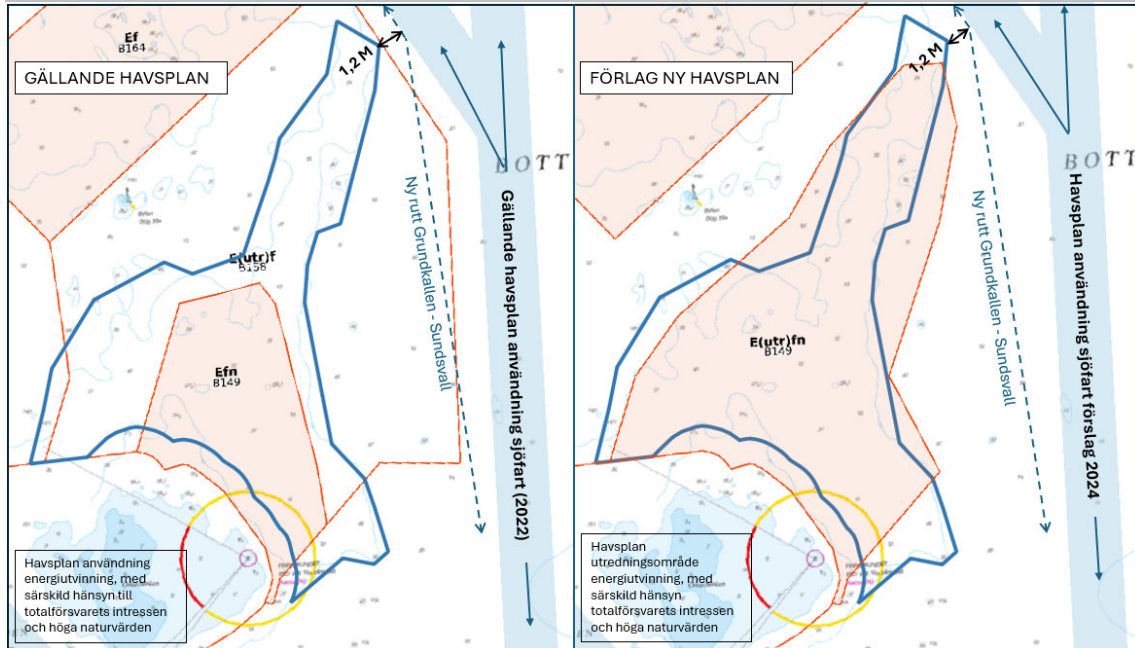 Ef
B164
GÄLLANDE HAVSPLAN
1,2 M
BOTT
Ny rutt Grundkallen - Sundsvall
Gällande havsplan användning sjöfart (2022)
E(utr)f
B158
Efn
B149
Havsplan användning
energiutvinning, med
särskild hänsyn till
totalförsvarets intressen
och höga naturvärden
FÖRLAG NY HAVSPLAN
1,2 M
BOTT
Ny rutt Grundkallen - Sundsvall
Havsplan användning sjöfart förslag 2024
E(utr)fn
B149
Havsplan
utredningsområde
energiutvinning, med
särskild hänsyn
totalförsvarets intressen
och höga naturvärden